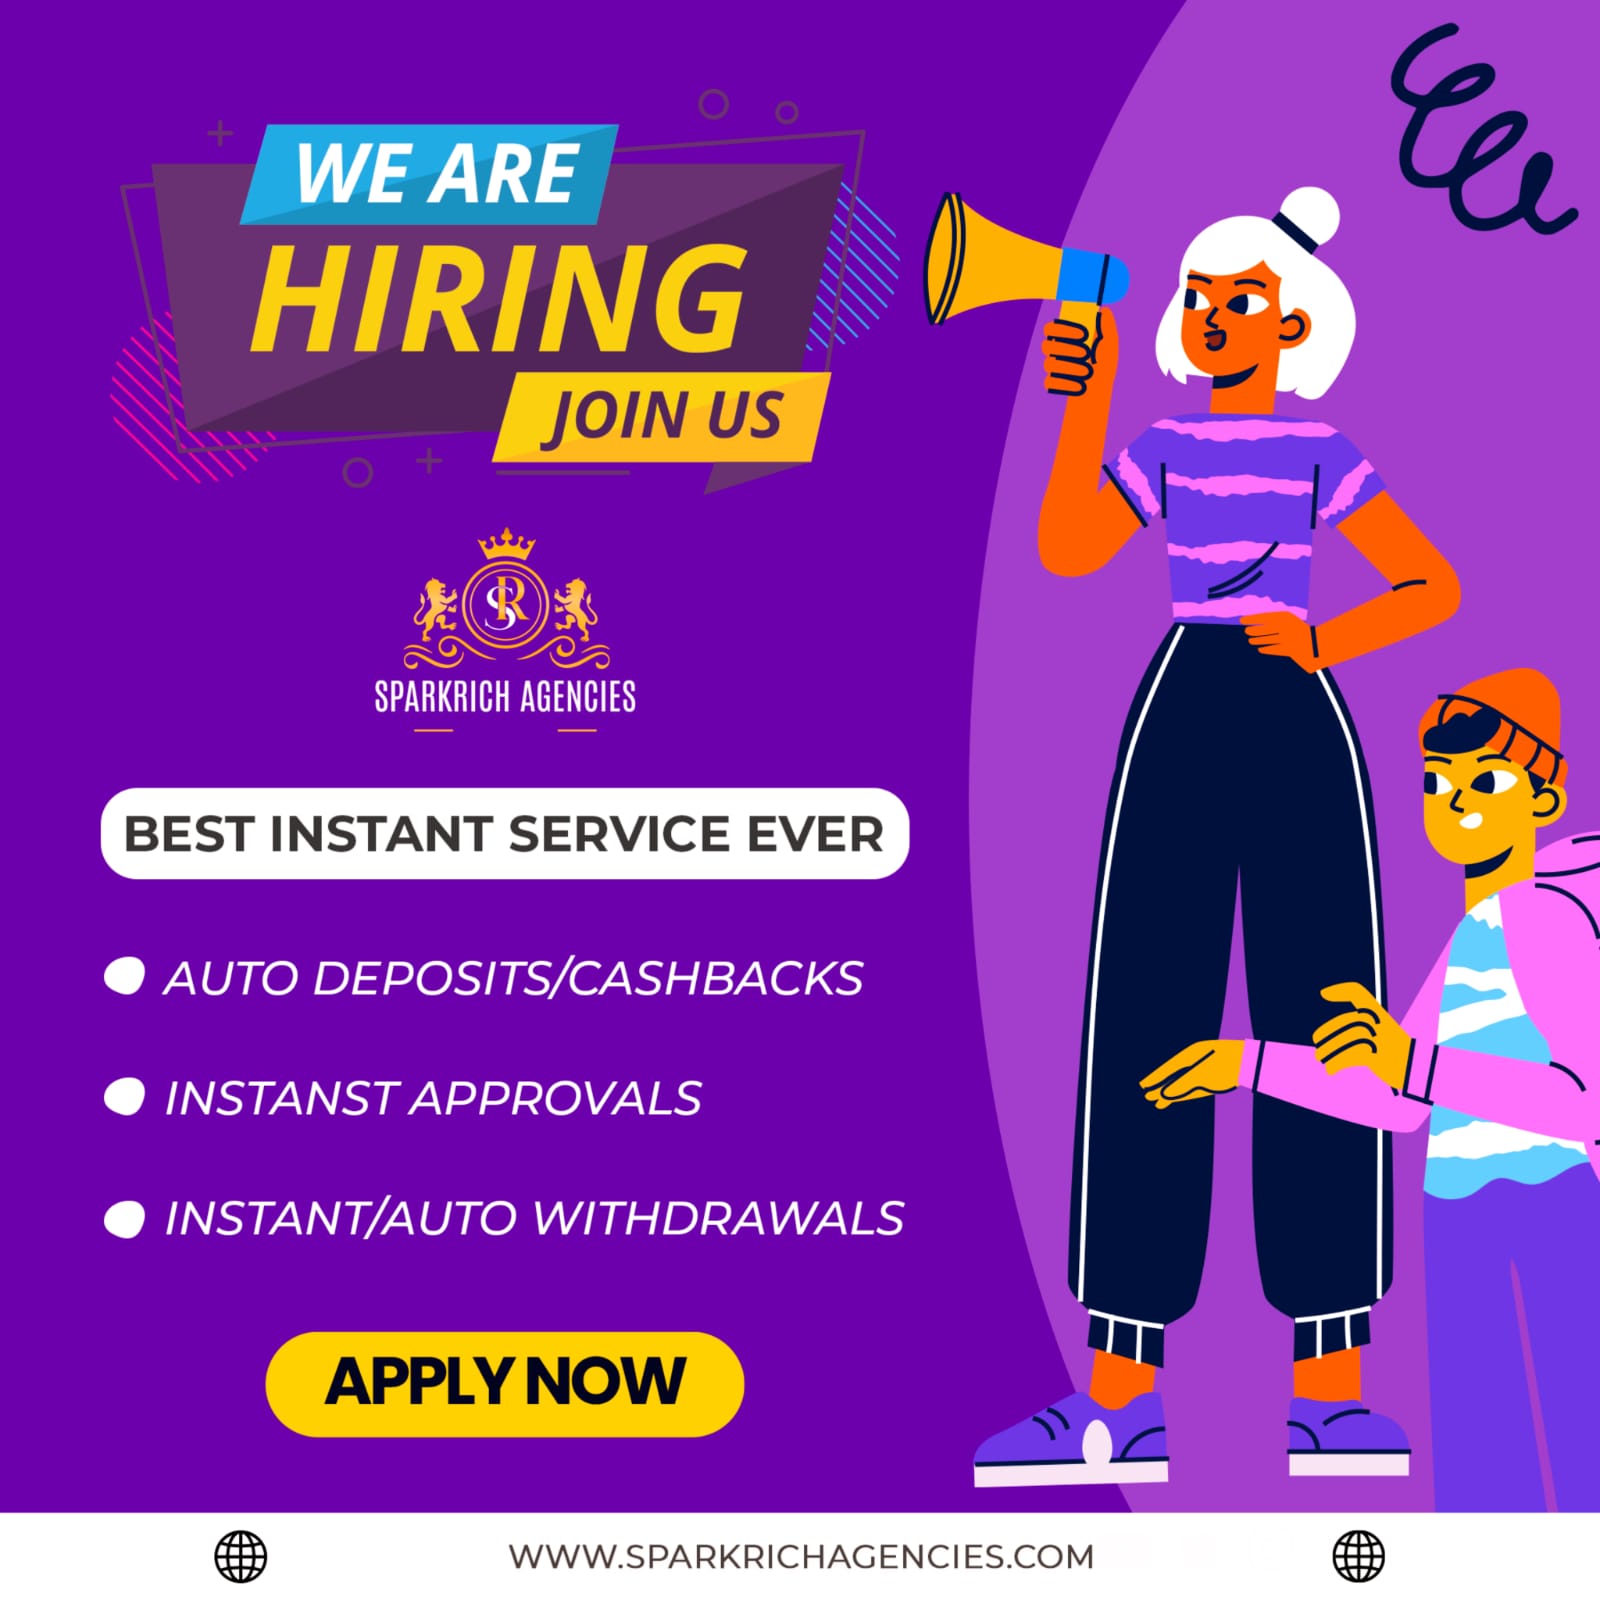 WE ARE
HIRING
JOIN US
SR
SPARKRICH AGENCIES
BEST INSTANT SERVICE EVER
AUTO DEPOSITS/CASHBACKS
INSTANST APPROVALS
INSTANT/AUTO WITHDRAWALS
APPLY NOW
WWW.SPARKRICHAGENCIES.COM